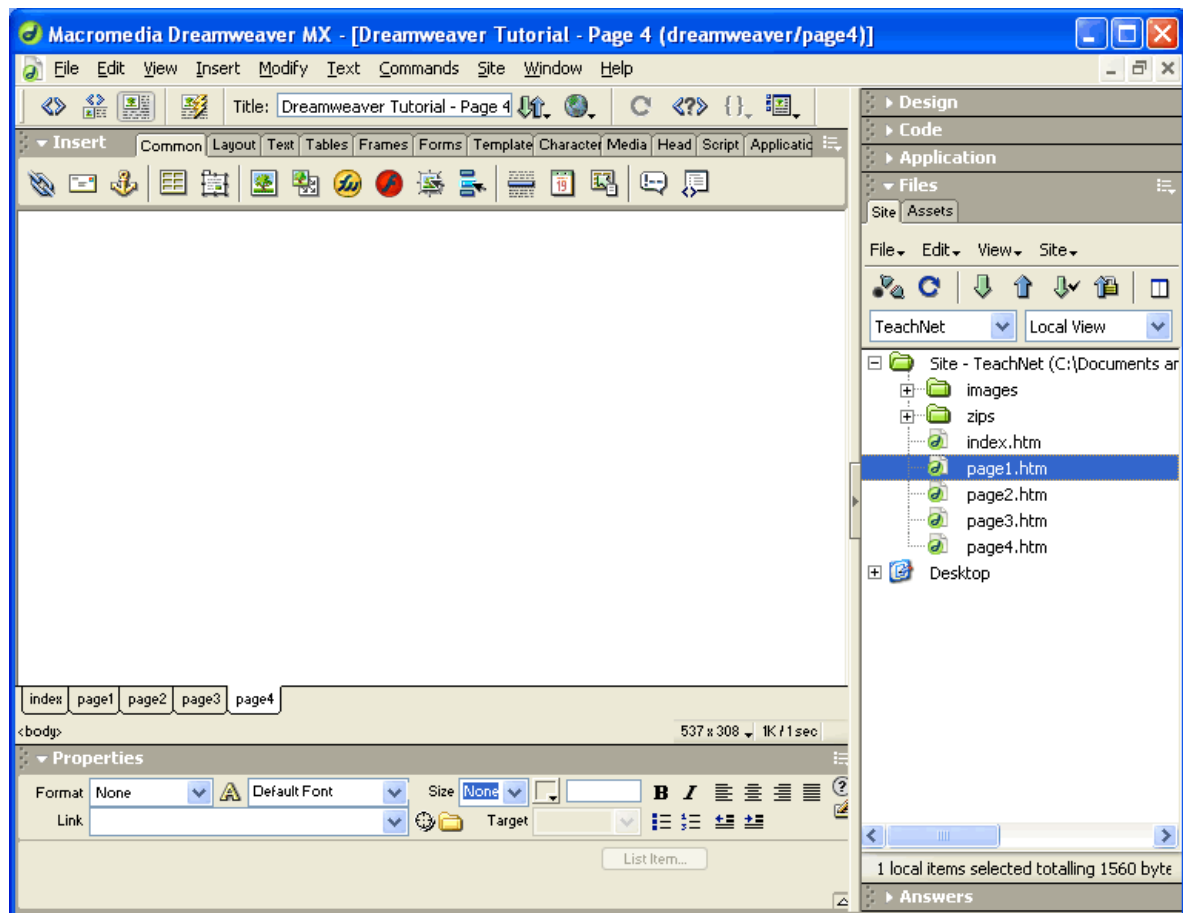 Macromedia Dreamweaver MX - [Dreamweaver Tutorial - Page 4 (dreamweaver/page4)]
File Edit View Insert Modify Text Commands Site Window Help
Title: Dreamweaver Tutorial - Page 4
Insert Common Layout Text Tables Frames Forms Template Character Media Head Script Applicatic
19
index page1 page2 page3 page4
<body> 537 x 308 1K / 1 sec
Properties
Format None Default Font Size None B I
Link Target
List Item...
Design
Code
Application
Files
Site Assets
File Edit View Site
TeachNet Local View
Site - TeachNet (C:\Documents ar
images
zips
index.htm
page1.htm
page2.htm
page3.htm
page4.htm
Desktop
1 local items selected totalling 1560 byte
Answers